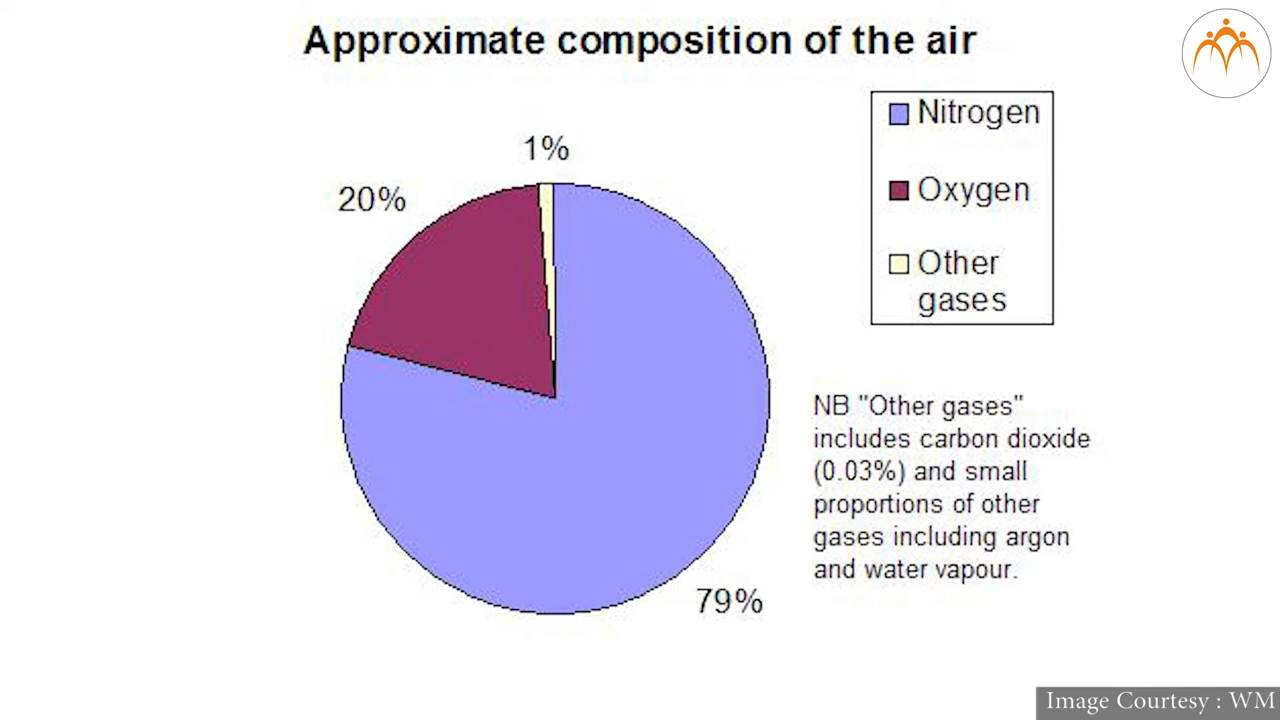 Approximate composition of the air
1%
20%
79%
Nitrogen
Oxygen
Other
gases
NB "Other gases"
includes carbon dioxide
(0.03%) and small
proportions of other
gases including argon
and water vapour.
Image Courtesy : WM